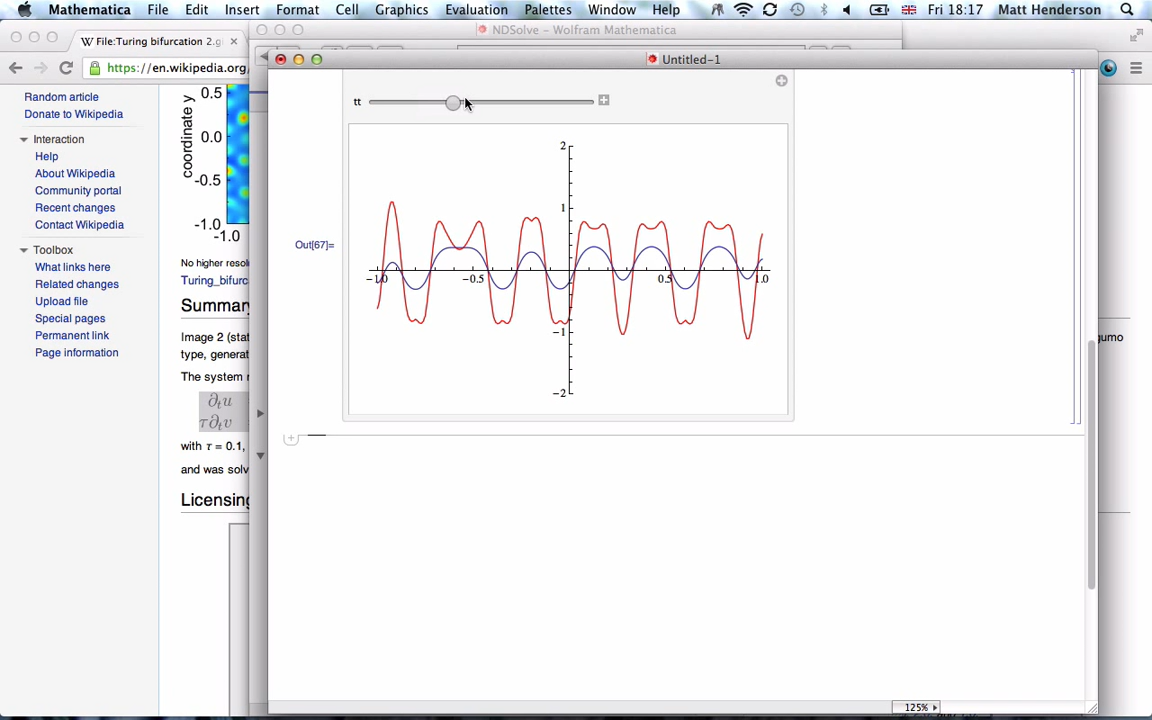 Mathematica File Edit Insert Format Cell Graphics Evaluation Palettes Window Help Fri 18:17 Matt Henderson
File:Turing bifurcation 2.g
NDSolve - Wolfram Mathematica
https://en.wikipedia.org
Untitled-1
Random article
Donate to Wikipedia
Interaction
Help
About Wikipedia
Community portal
Recent changes
Contact Wikipedia
Toolbox
What links here
Related changes
Upload file
Special pages
Permanent link
Page information
coordinate y
0.5
0.0
-0.5
-1.0
-1.0
No higher resol
Turing_bifurc
Summar
Image 2 (stat
type, generat
The system r
∂tu
τ∂tv
with τ = 0.1,
and was solv
Licensing
gumo
tt
Out[67]=
2
1
-1.0 -0.5 0.5 1.0
-1
-2
125%